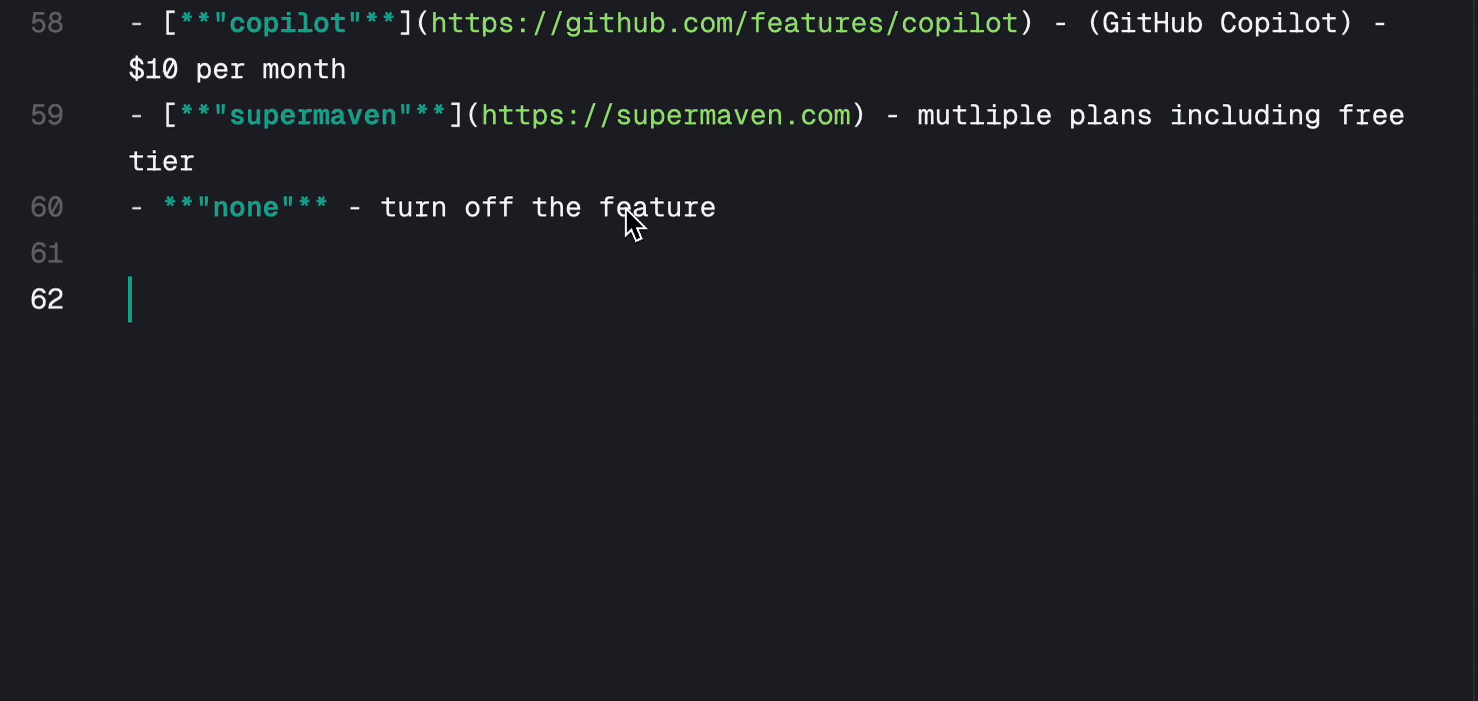 58 - [**"copilot"**](https://github.com/features/copilot) - (GitHub Copilot) -
$10 per month
59 - [**"supermaven"**](https://supermaven.com) - mutliple plans including free
tier
60 - **"none"** - turn off the feature
61
62